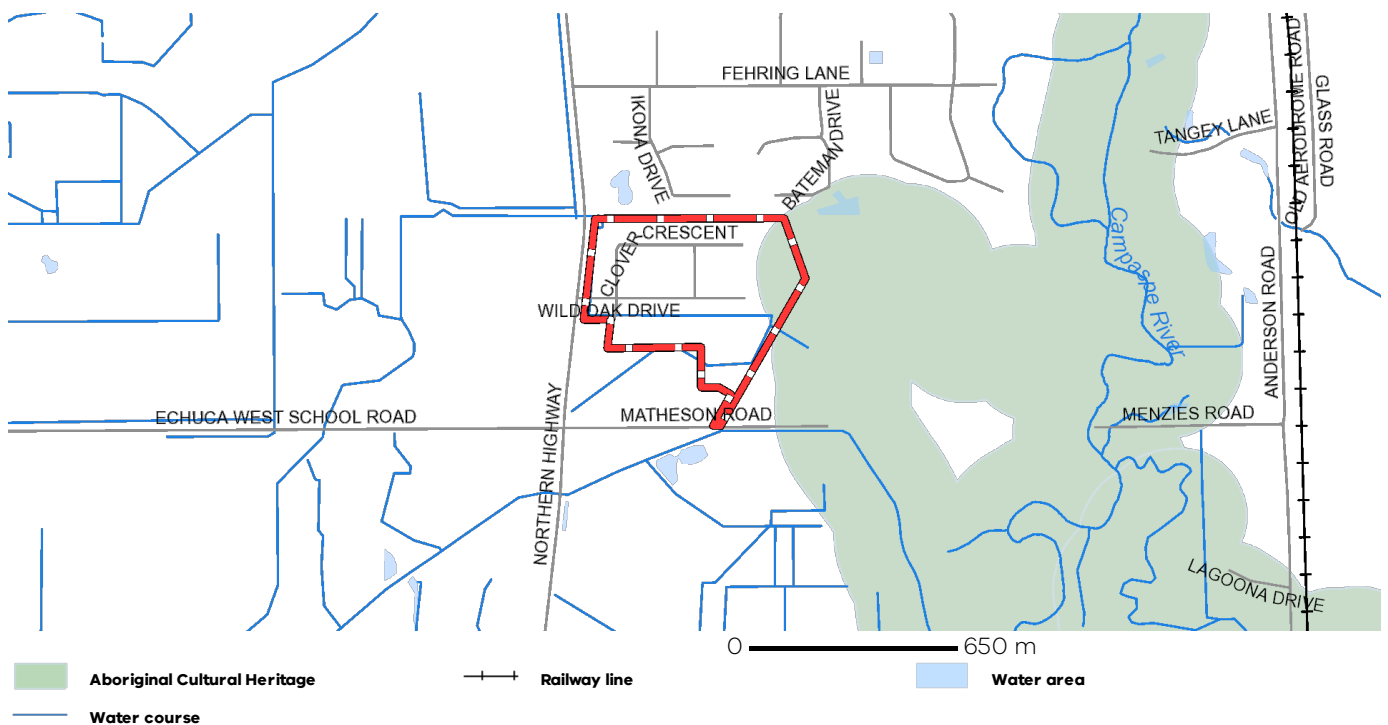 FEHRING LANE
IKONA DRIVE
BATEMAN DRIVE
TANGEY LANE
GLASS ROAD
AERODROME ROAD
CRESCENT
CLOVER
Campaspe River
WILD OAK DRIVE
ANDERSON ROAD
ECHUCA WEST SCHOOL ROAD
MATHESON ROAD
MENZIES ROAD
NORTHERN HIGHWAY
LAGOONA DRIVE
0 650 m
Aboriginal Cultural Heritage
Railway line
Water area
Water course